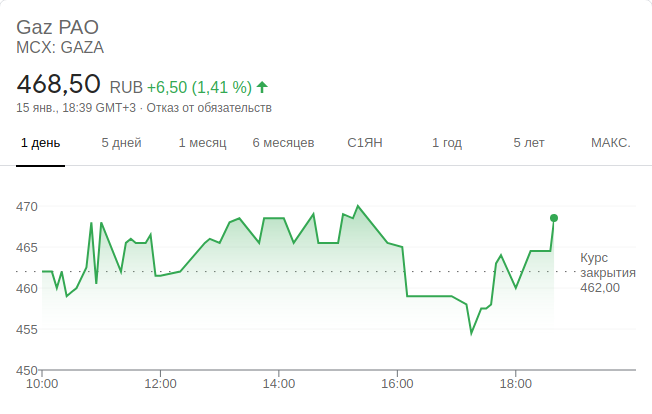 Gaz PAO
MCX: GAZA
468,50 RUB +6,50 (1,41 %)
15 янв., 18:39 GMT+3 · Отказ от обязательств
1 день 5 дней 1 месяц 6 месяцев С1ЯН 1 год 5 лет МАКС.
470
465
460
455
450
Курс
закрытия
462,00
10:00 12:00 14:00 16:00 18:00